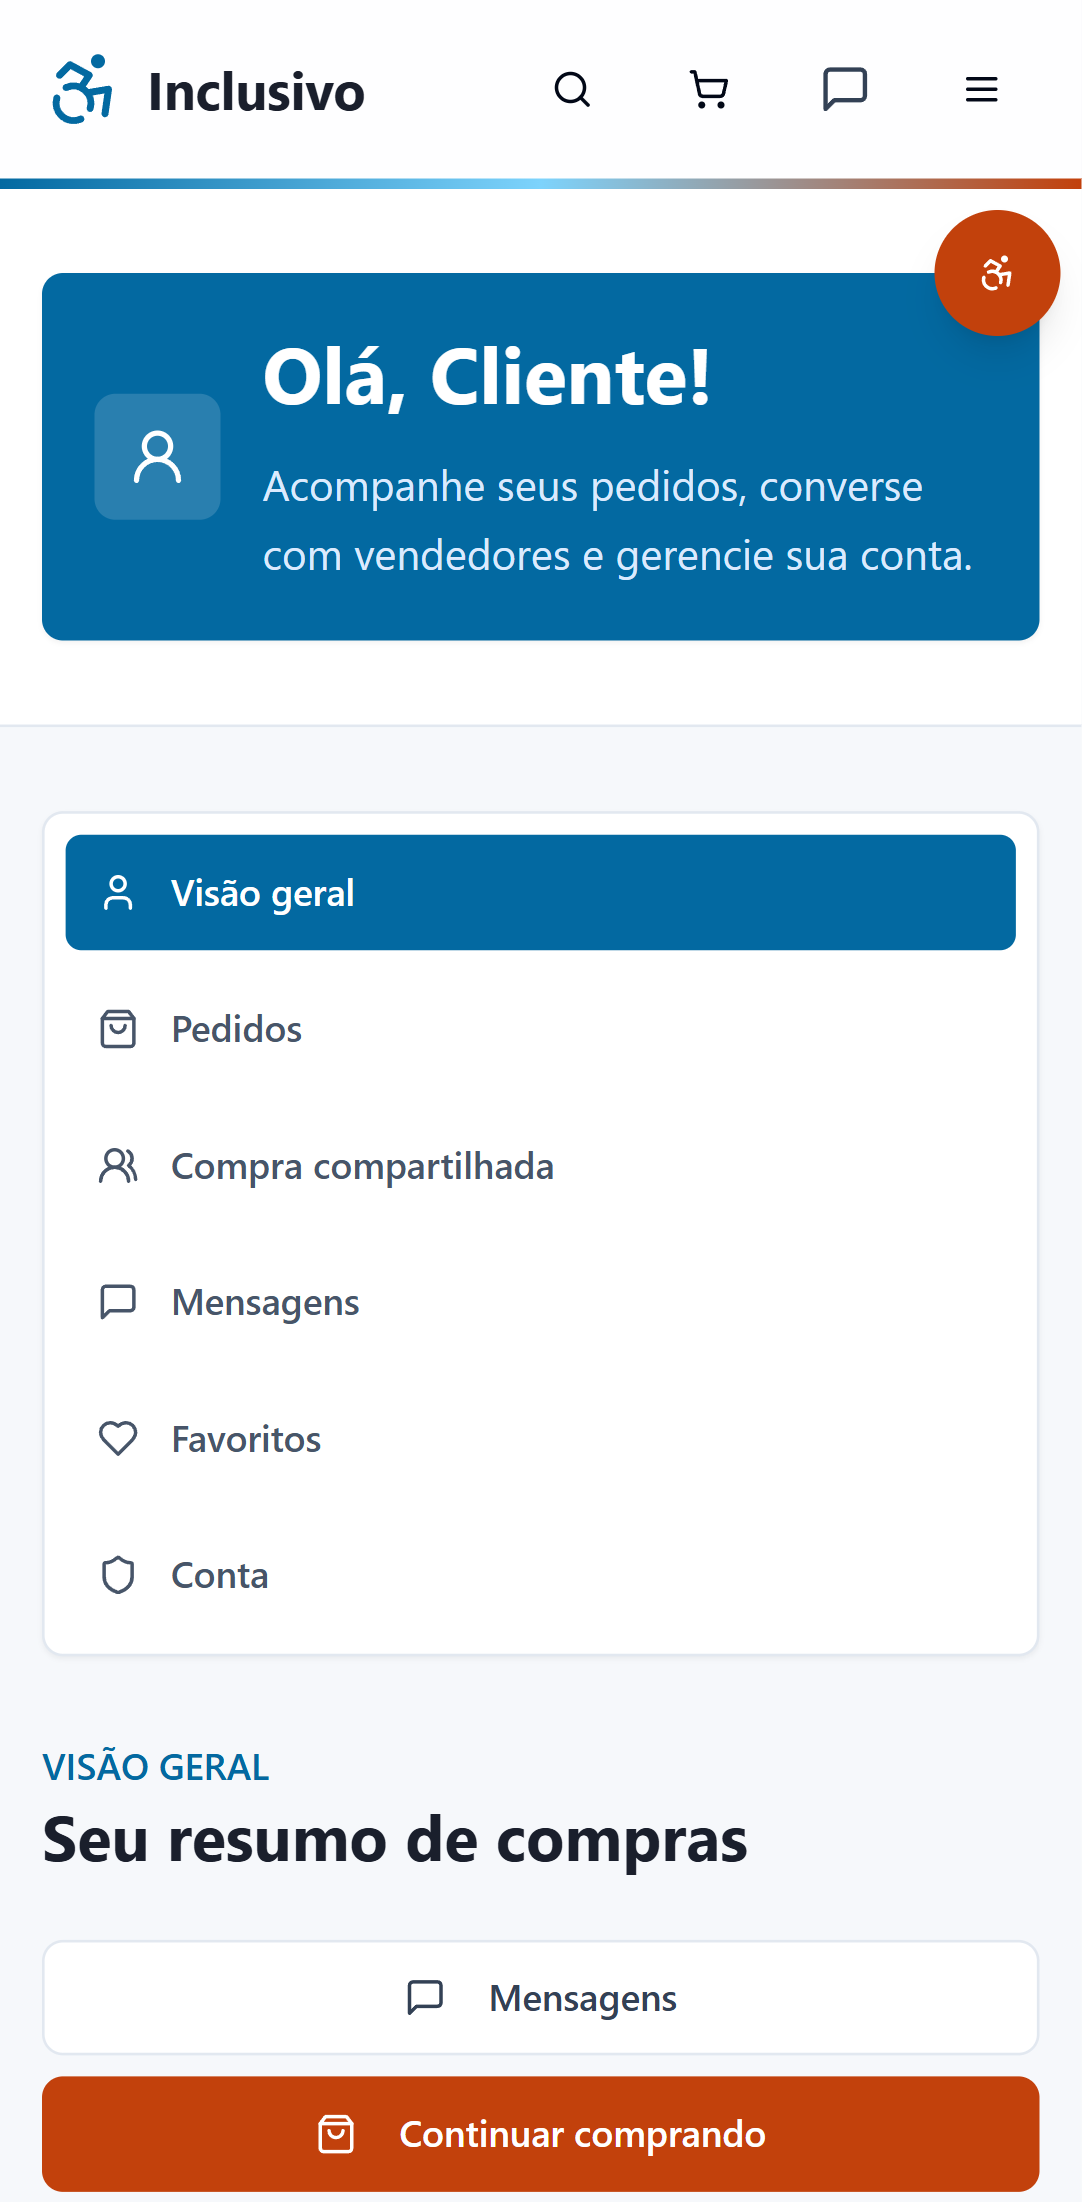 Inclusivo
Olá, Cliente!
Acompanhe seus pedidos, converse
com vendedores e gerencie sua conta.
Visão geral
Pedidos
Compra compartilhada
Mensagens
Favoritos
Conta
VISÃO GERAL
Seu resumo de compras
Mensagens
Continuar comprando